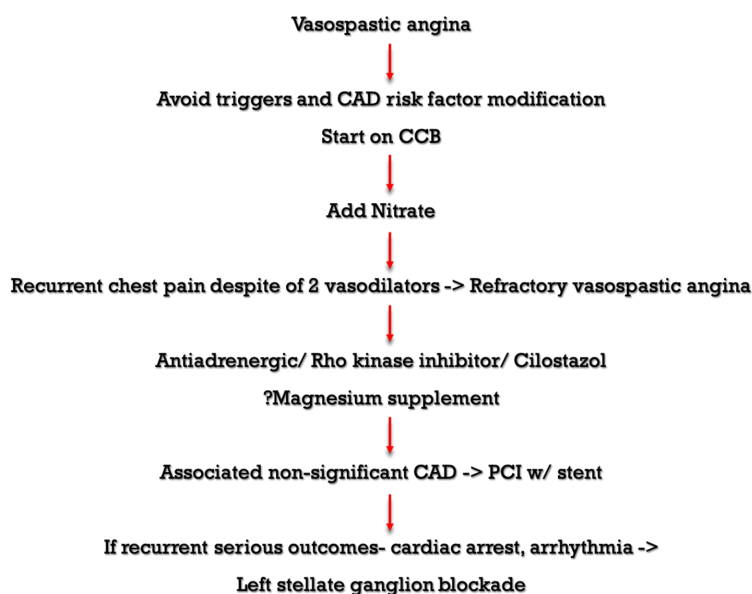 Vasospastic angina
Avoid triggers and CAD risk factor modification
Start on CCB
Add Nitrate
Recurrent chest pain despite of 2 vasodilators -> Refractory vasospastic angina
Antiadrenergic/ Rho kinase inhibitor/ Cilostazol
?Magnesium supplement
Associated non-significant CAD -> PCI w/ stent
If recurrent serious outcomes- cardiac arrest, arrhythmia ->
Left stellate ganglion blockade